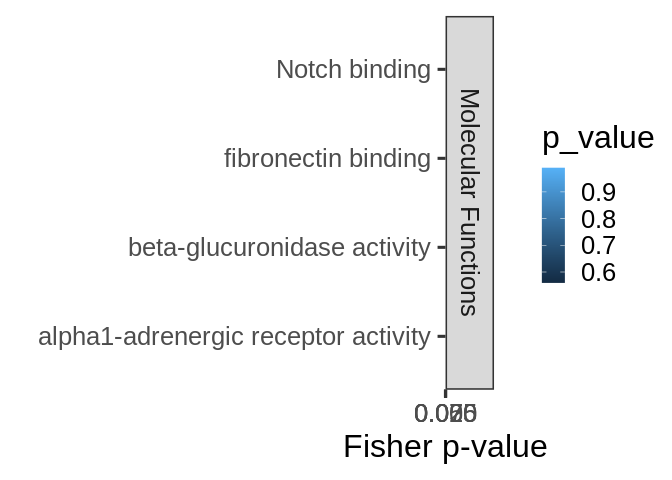 Notch binding
fibronectin binding
beta-glucuronidase activity
alpha1-adrenergic receptor activity
Molecular Functions
p_value
0.9
0.8
0.7
0.6
Fisher p-value